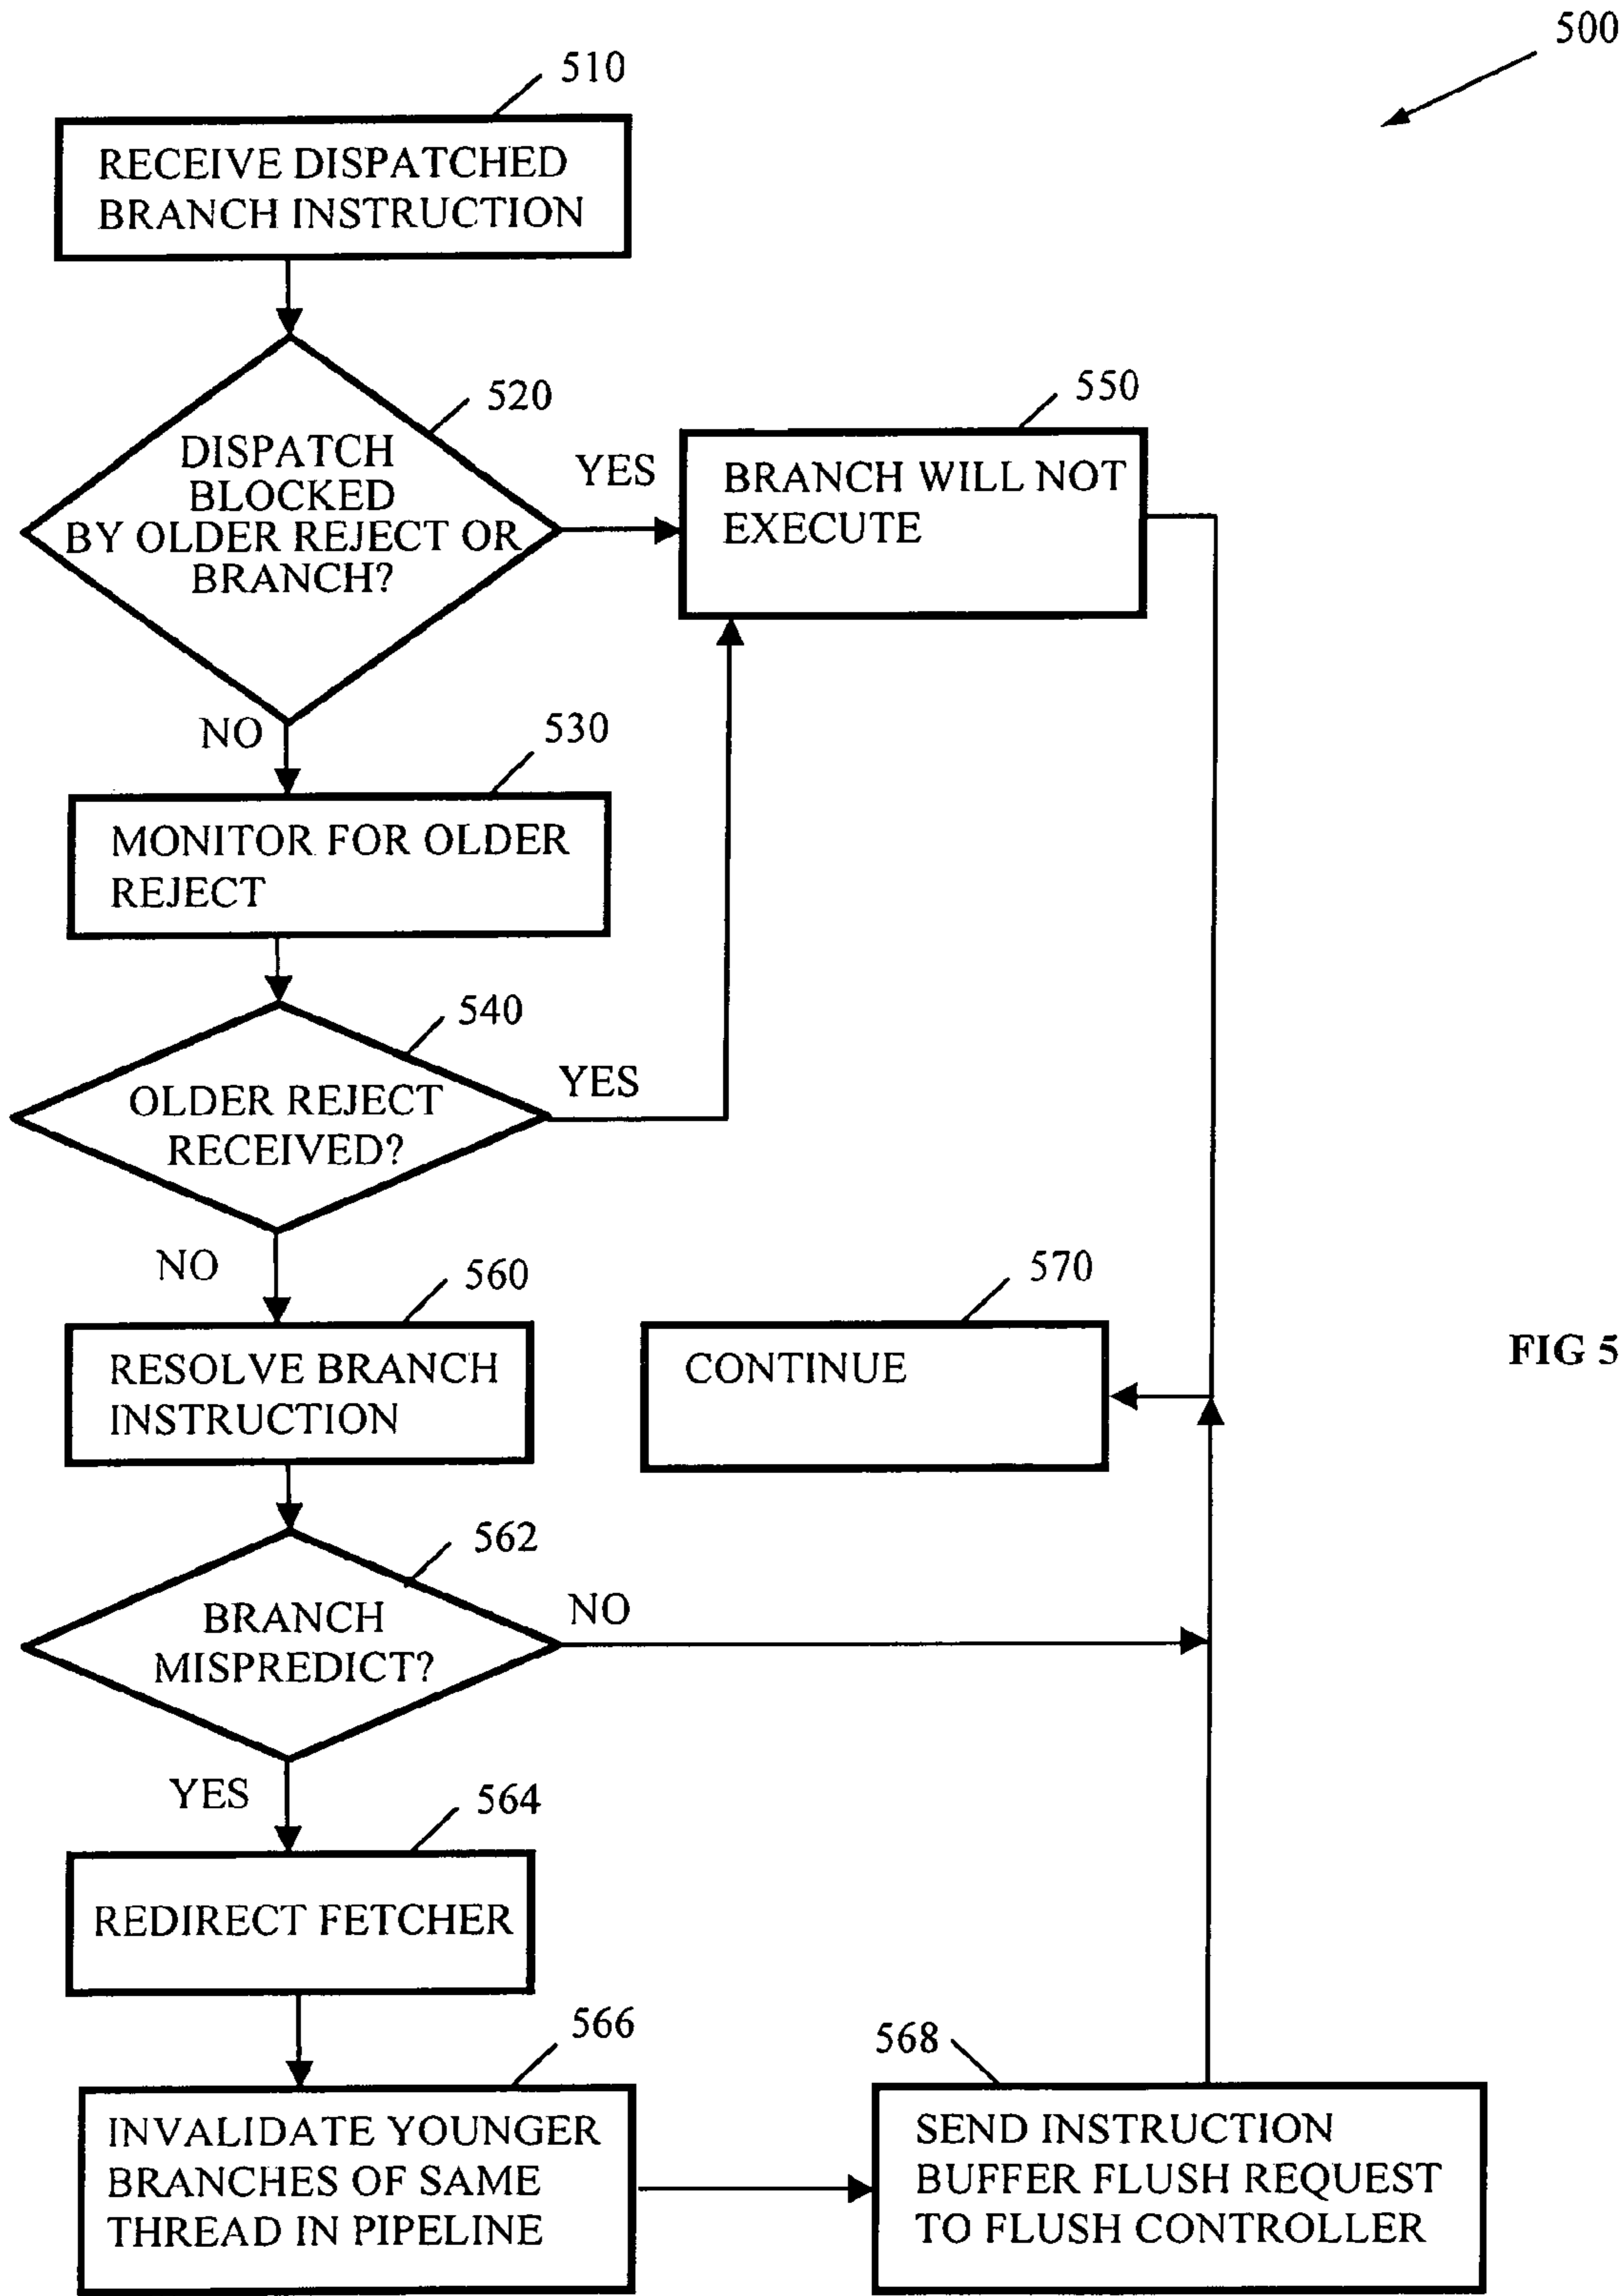 500
510
RECEIVE DISPATCHED
BRANCH INSTRUCTION
520
DISPATCH
BLOCKED
BY OLDER REJECT OR
BRANCH?
YES
550
BRANCH WILL NOT
EXECUTE
NO
530
MONITOR FOR OLDER
REJECT
540
OLDER REJECT
RECEIVED?
YES
NO
560
RESOLVE BRANCH
INSTRUCTION
570
CONTINUE
FIG 5
562
BRANCH
MISPREDICT?
NO
YES
564
REDIRECT FETCHER
566
INVALIDATE YOUNGER
BRANCHES OF SAME
THREAD IN PIPELINE
568
SEND INSTRUCTION
BUFFER FLUSH REQUEST
TO FLUSH CONTROLLER